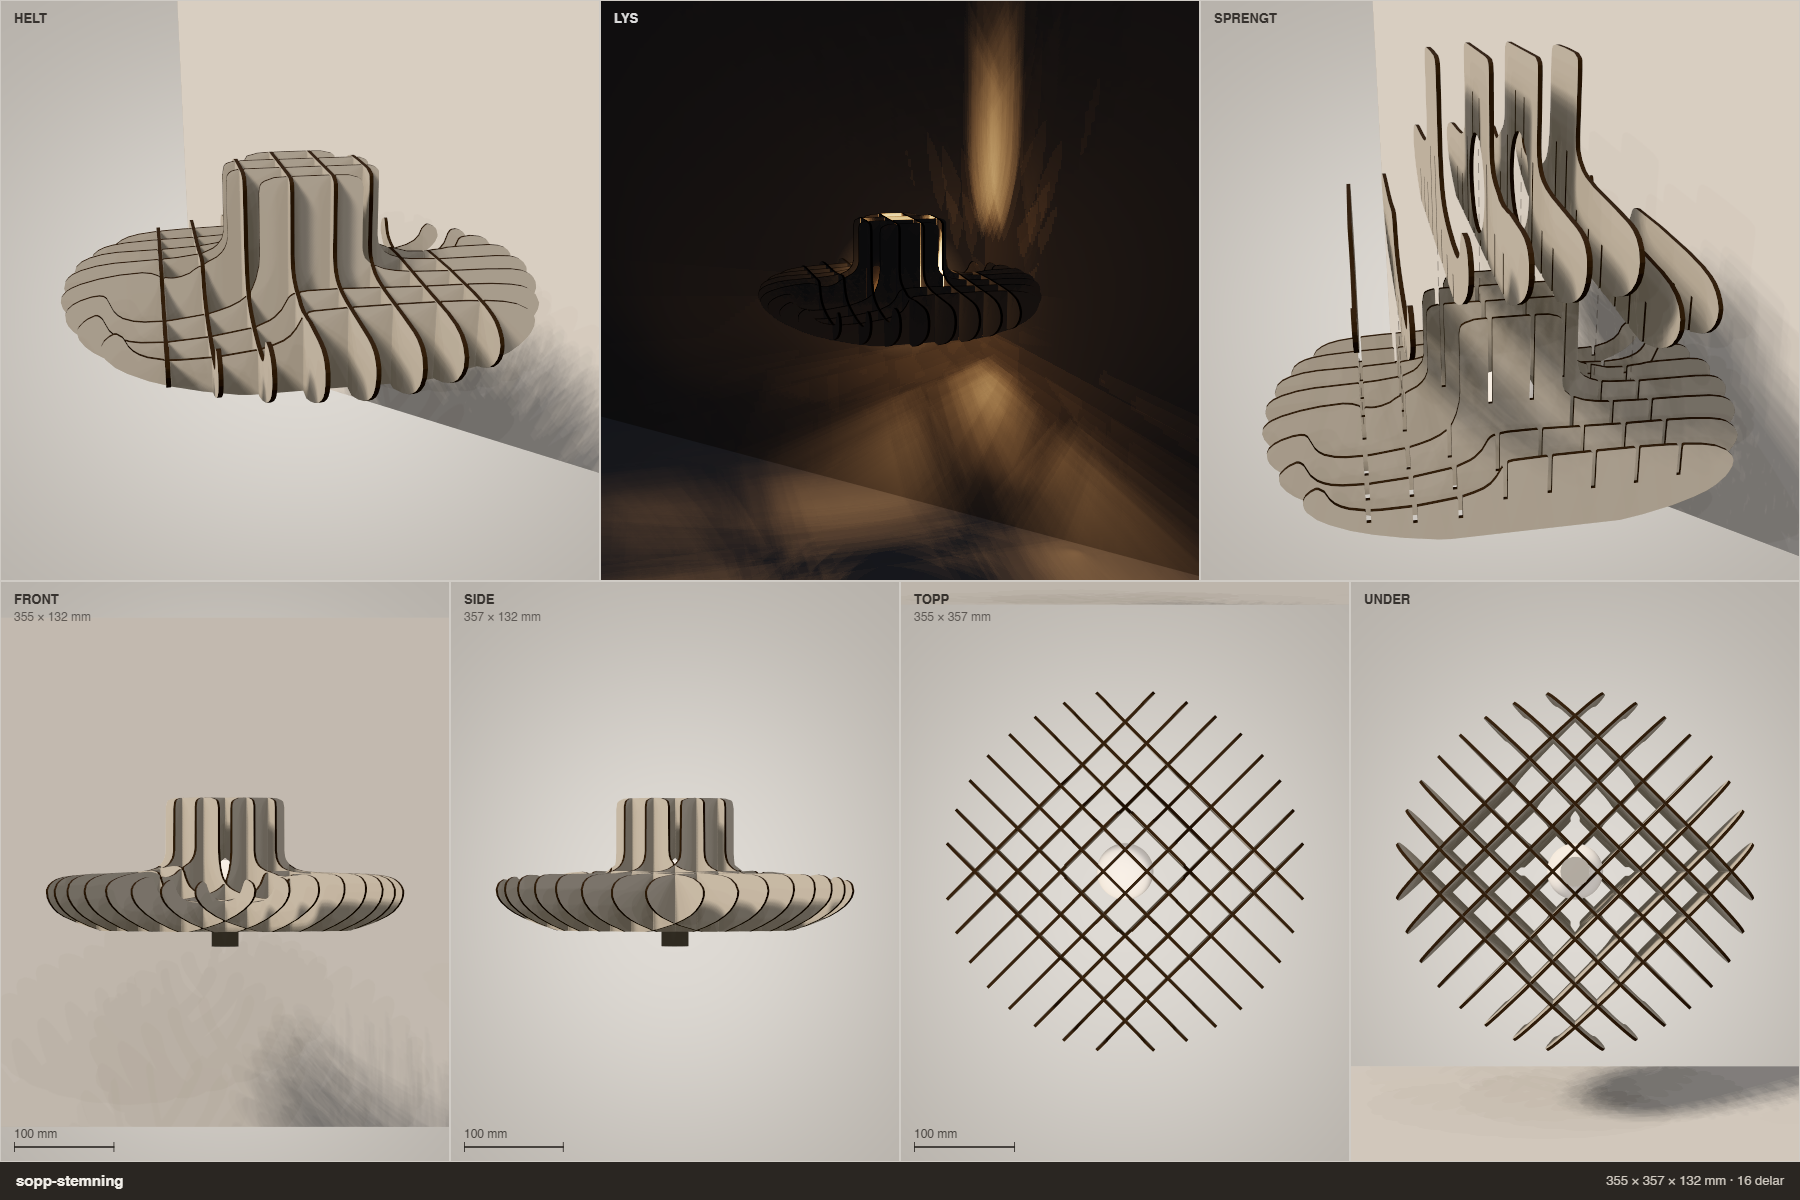 HELT
LYS
SPRENGT
FRONT
355 × 132 mm
SIDE
357 × 132 mm
TOPP
355 × 357 mm
UNDER
100 mm
100 mm
100 mm
sopp-stemning
355 × 357 × 132 mm · 16 delar